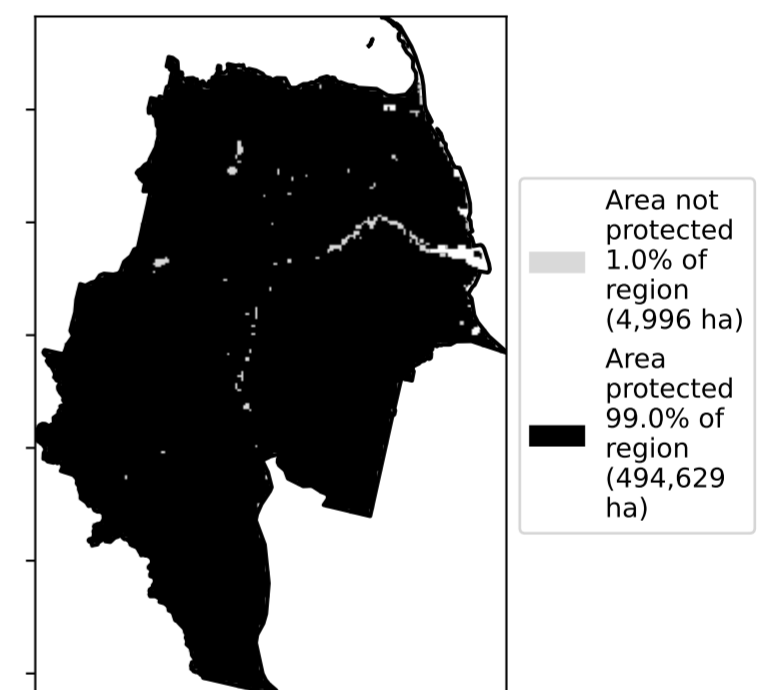 Area not
protected
1.0% of
region
(4,996 ha)
Area
protected
99.0% of
region
(494,629
ha)